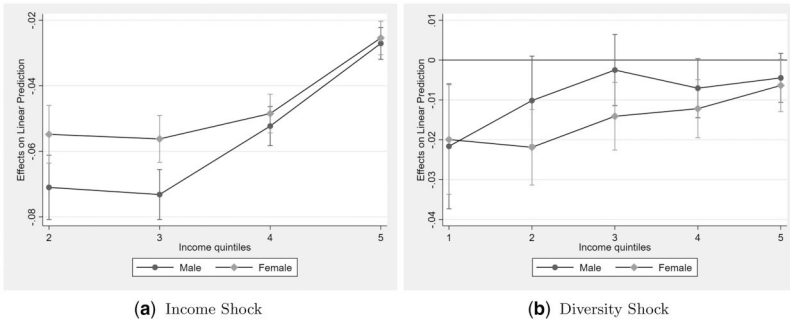 Effects on Linear Prediction
-.02
-.04
-.06
-.08
2 3 4 5
Income quintiles
Male Female
(a) Income Shock
Effects on Linear Prediction
.01
0
-.01
-.02
-.03
-.04
1 2 3 4 5
Income quintiles
Male Female
(b) Diversity Shock